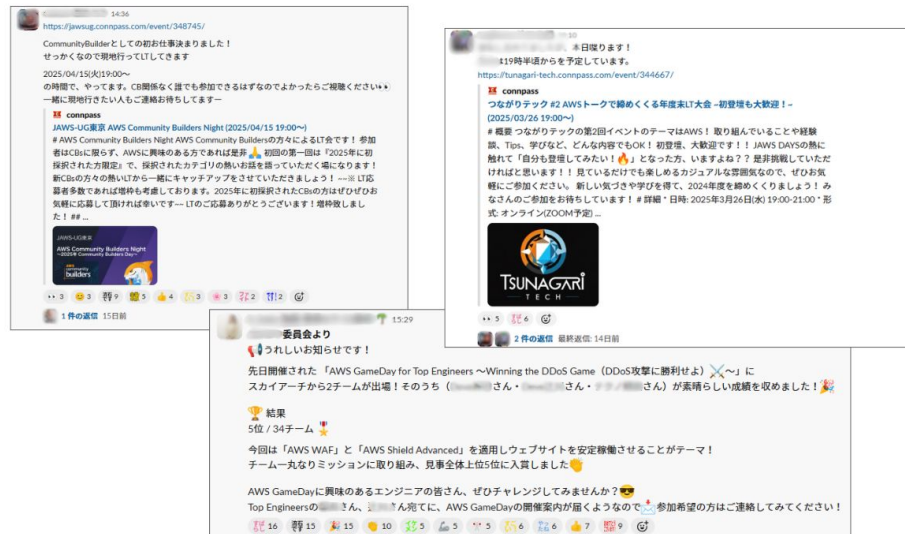 14:36
https://jawsug.connpass.com/event/348745/
CommunityBuilderとしての初お仕事決まりました！
せっかくなので現地行ってLTしてきます
2025/04/15(火)19:00〜
の時間で、やってます。CB関係なく誰でも参加できるはずなのでよかったらご視聴ください👀
一緒に現地行きたい人もご連絡お待ちしてますー
connpass
JAWS-UG東京 AWS Community Builders Night (2025/04/15 19:00〜)
# AWS Community Builders Night AWS Community Buildersの方々によるLT会です！ 参加
者はCBsに限らず、AWSに興味のある方であれば是非🙏 初回の第一回は『2025年に初
採択された方限定』で、採択されたカテゴリの熱いお話を語っていただく場になります！
新CBsの方々の熱いLTから一緒にキャッチアップをさせていただきましょう！ ~~※ LT応
募者多数であれば増枠も考慮しております。2025年に初採択されたCBsの方はぜひぜひお
気軽に応募して頂ければ幸いです~~ LTのご応募ありがとうございます！増枠致しまし
た！ ## ...
JAWS-UG東京
AWS Community Builders Night
〜2025年 Community Builders Day〜
aws
community
builders
3 3 9 5 4 3 3 2 2
1 件の返信 15日前
本日喋ります！
は19時半頃からを予定しています。
https://tunagari-tech.connpass.com/event/344667/
connpass
つながりテック #2 AWSトークで締めくくる年度末LT大会 ~初登壇も大歓迎！~
(2025/03/26 19:00〜)
# 概要 つながりテックの第2回イベントのテーマはAWS！ 取り組んでいることや経験
談、Tips、学びなど、どんな内容でもOK！ 初登壇、大歓迎です！！ JAWS DAYSの熱に
触れて「自分も登壇してみたい！🔥」となった方、いますよね？？ 是非挑戦していただ
ければと思います！！ 見ているだけでも楽しめるカジュアルな雰囲気なので、ぜひお気
軽にご参加ください。 新しい気づきや学びを得て、2024年度を締めくくりましょう！ み
なさんのご参加をお待ちしています！ # 詳細 * 日時: 2025年3月26日(水) 19:00-21:00 * 形
式: オンライン(ZOOM予定) ...
TSUNAGARI
TECH
5 6
2 件の返信 最終返信: 14日前
15:29
委員会より
📢うれしいお知らせです！
先日開催された 「AWS GameDay for Top Engineers 〜Winning the DDoS Game（DDoS攻撃に勝利せよ）⚔️〜」に
スカイアーチから2チームが出場！そのうち（ さん・ さん・ さん）が素晴らしい成績を収めました！🎉
🏆 結果
5位 / 34チーム 🎖️
今回は「AWS WAF」と「AWS Shield Advanced」を適用しウェブサイトを安定稼働させることがテーマ！
チーム一丸なりミッションに取り組み、見事全体上位5位に入賞しました👏
AWS GameDayに興味のあるエンジニアの皆さん、ぜひチャレンジしてみませんか？😎
Top Engineersの さん、 さん宛てに、AWS GameDayの開催案内が届くようなので📩参加希望の方はご連絡してみてください！
16 15 15 10 5 5 5 6 6 7 9